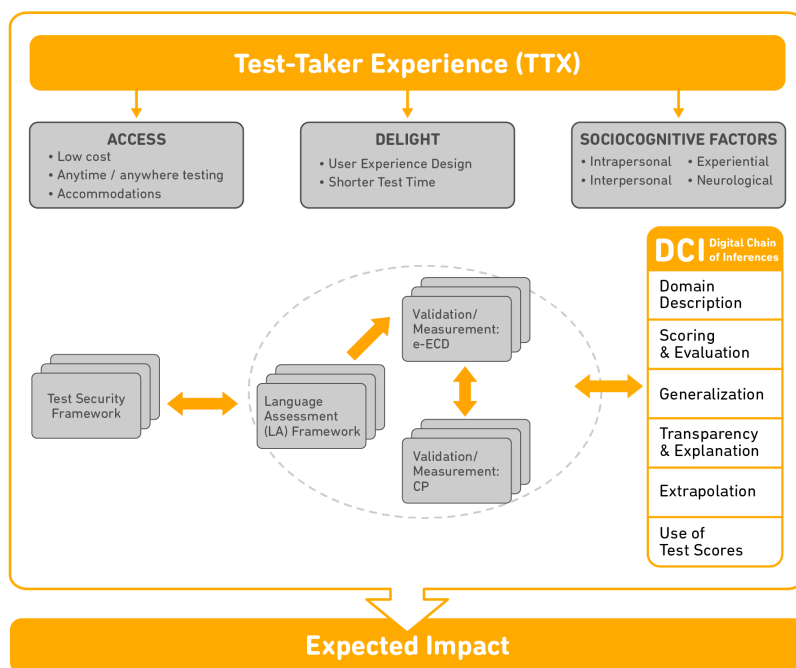 Test-Taker Experience (TTX)
ACCESS
• Low cost
• Anytime / anywhere testing
• Accommodations
DELIGHT
• User Experience Design
• Shorter Test Time
SOCIOCOGNITIVE FACTORS
• Intrapersonal • Experiential
• Interpersonal • Neurological
DCI Digital Chain
of Inferences
Domain
Description
Scoring
& Evaluation
Generalization
Transparency
& Explanation
Extrapolation
Use of
Test Scores
Test Security
Framework
Language
Assessment
(LA) Framework
Validation/
Measurement:
e-ECD
Validation/
Measurement:
CP
Expected Impact